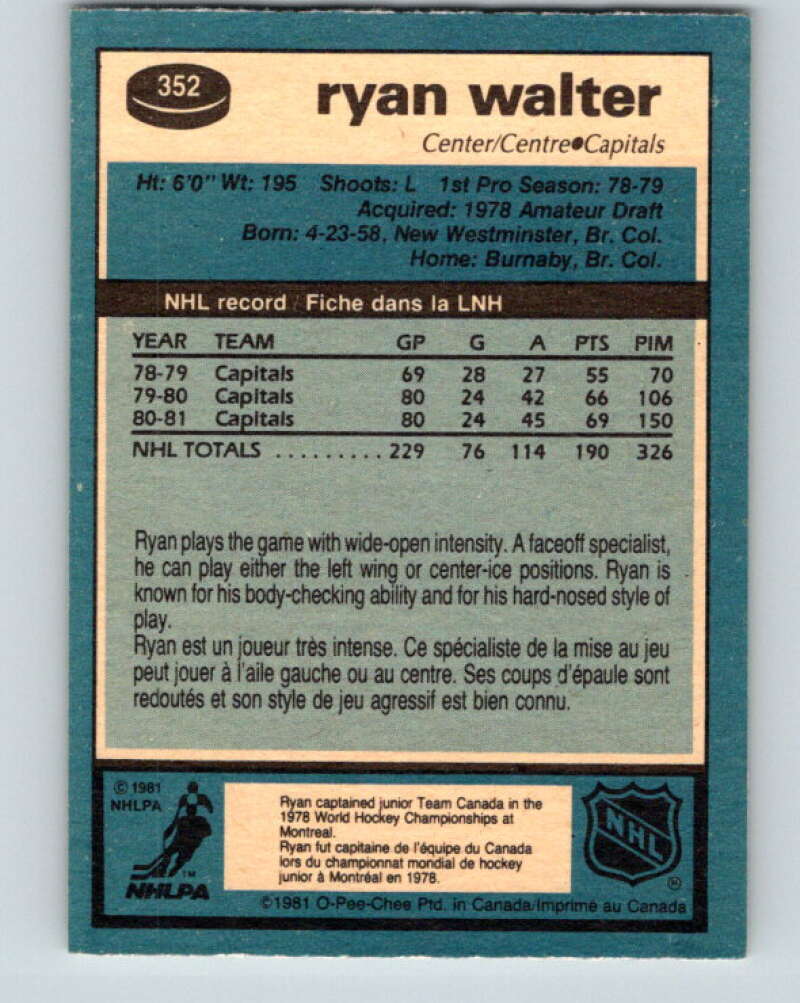 352
ryan walter
Center/Centre●Capitals
Ht: 6'0" Wt: 195 Shoots: L 1st Pro Season: 78-79
Acquired: 1978 Amateur Draft
Born: 4-23-58, New Westminster, Br. Col.
Home: Burnaby, Br. Col.
NHL record / Fiche dans la LNH
YEAR TEAM GP G A PTS PIM
78-79 Capitals 69 28 27 55 70
79-80 Capitals 80 24 42 66 106
80-81 Capitals 80 24 45 69 150
NHL TOTALS ......... 229 76 114 190 326
Ryan plays the game with wide-open intensity. A faceoff specialist,
he can play either the left wing or center-ice positions. Ryan is
known for his body-checking ability and for his hard-nosed style of
play.
Ryan est un joueur très intense. Ce spécialiste de la mise au jeu
peut jouer à l'aile gauche ou au centre. Ses coups d'épaule sont
redoutés et son style de jeu agressif est bien connu.
© 1981
NHLPA
TM
NHLPA
Ryan captained junior Team Canada in the
1978 World Hockey Championships at
Montreal.
Ryan fut capitaine de l'équipe du Canada
lors du championnat mondial de hockey
junior à Montréal en 1978.
NHL
©1981 O-Pee-Chee Ptd. in Canada/Imprimé au Canada